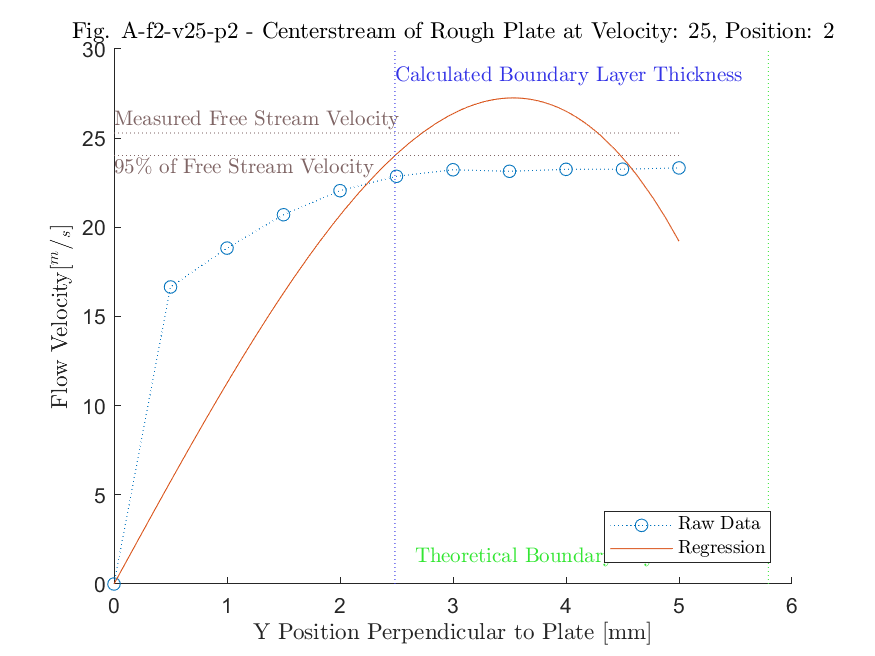 Fig. A-f2-v25-p2 - Centerstream of Rough Plate at Velocity: 25, Position: 2
30
Calculated Boundary Layer Thickness
Measured Free Stream Velocity
25
95% of Free Stream Velocity
20
Flow Velocity[m/s]
15
10
5
Raw Data
Theoretical Boundary
Regression
0
0 1 2 3 4 5 6
Y Position Perpendicular to Plate [mm]